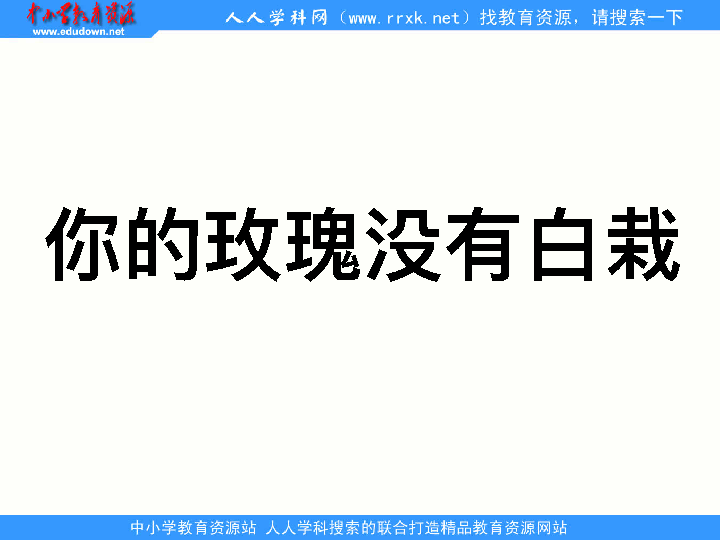 中小学教育资源
www.edudown.net
人人学科网（www.rrxk.net）找教育资源，请搜索一下
你的玫瑰没有白栽
中小学教育资源站 人人学科搜索的联合打造精品教育资源网站